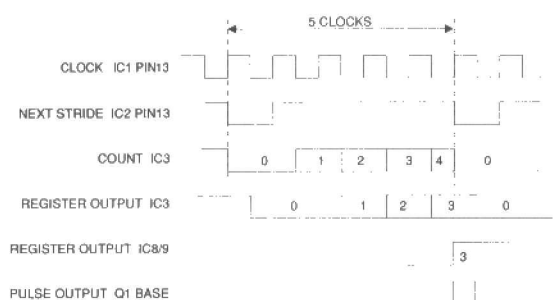 5 CLOCKS
CLOCK IC1 PIN13
NEXT STRIDE IC2 PIN13
COUNT IC3
0 1 2 3 4 0
REGISTER OUTPUT IC3
0 1 2 3 0
REGISTER OUTPUT IC8/9
3
PULSE OUTPUT Q1 BASE